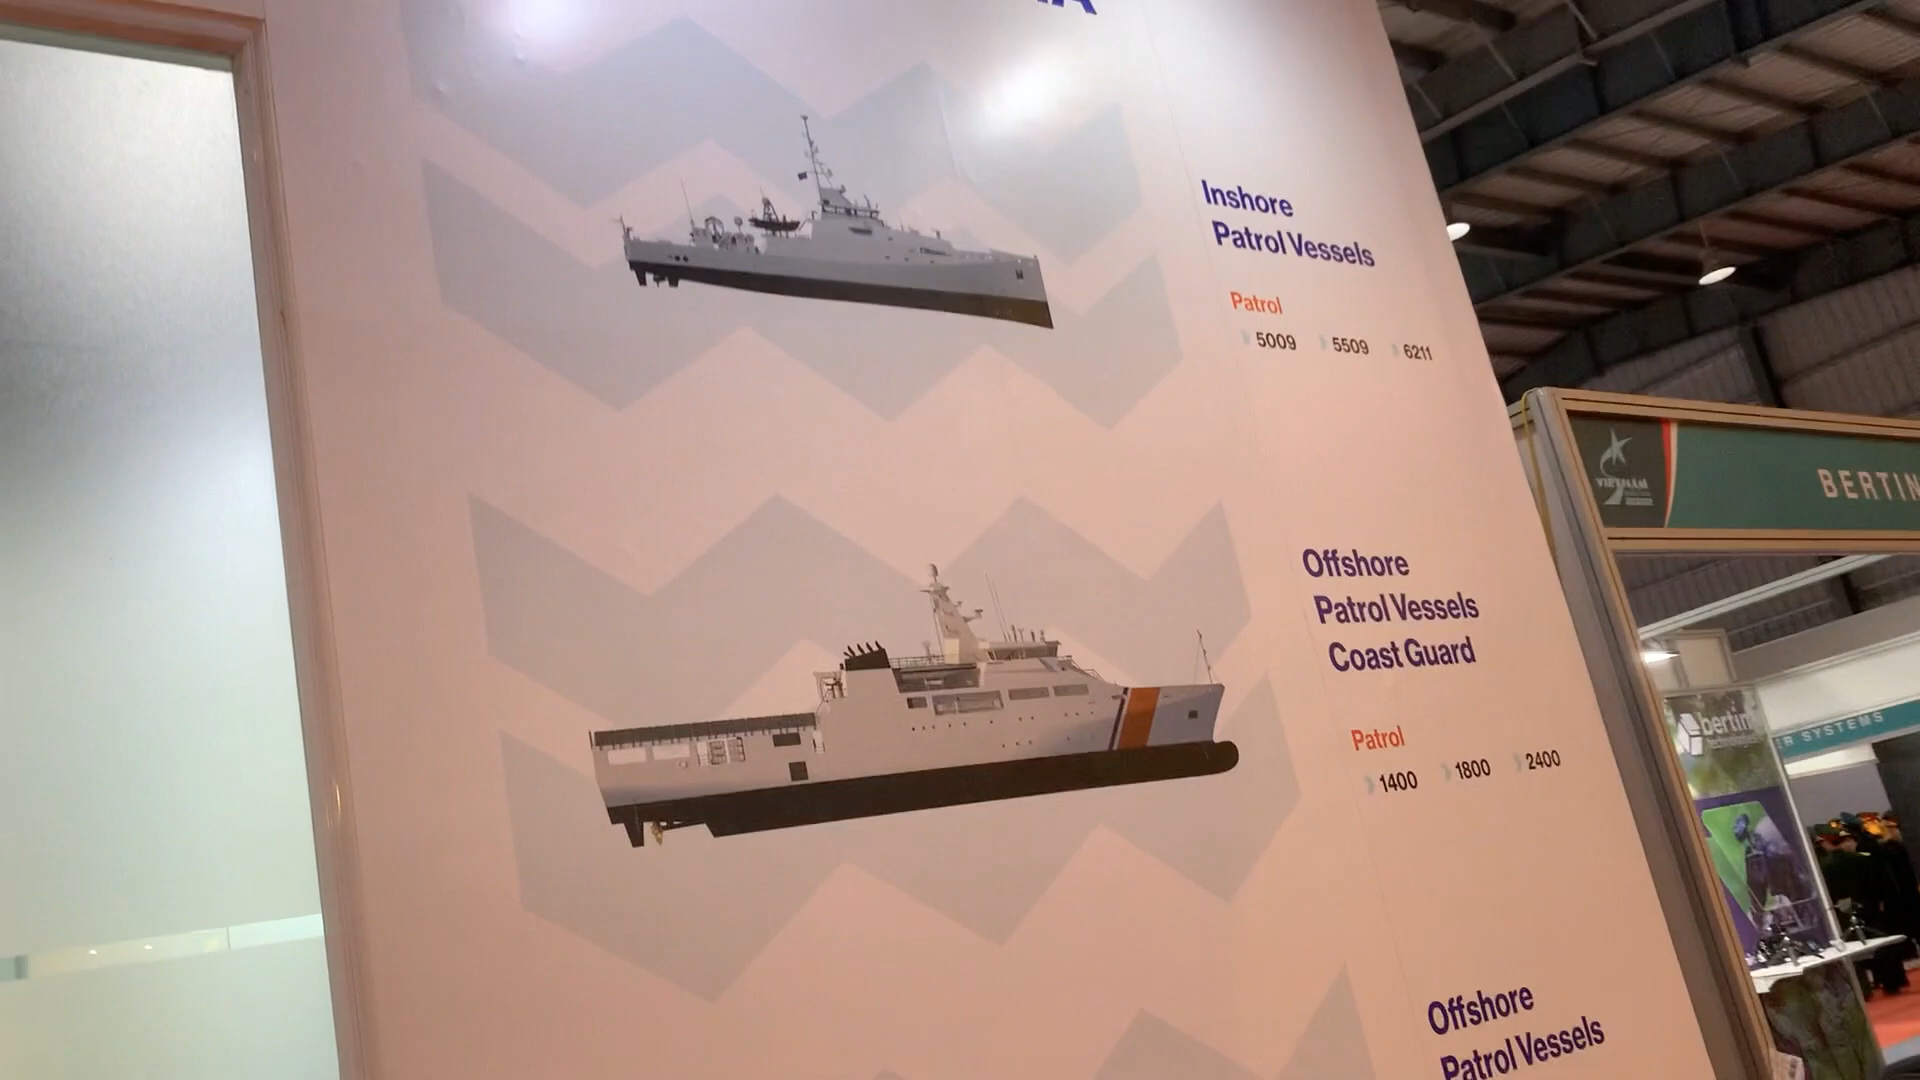 Inshore
Patrol Vessels
Patrol
5009 5509 6211
Offshore
Patrol Vessels
Coast Guard
Patrol
1400 1800 2400
Offshore
Patrol Vessels
VIETNAM
BERTIN
bertin
ER SYSTEMS